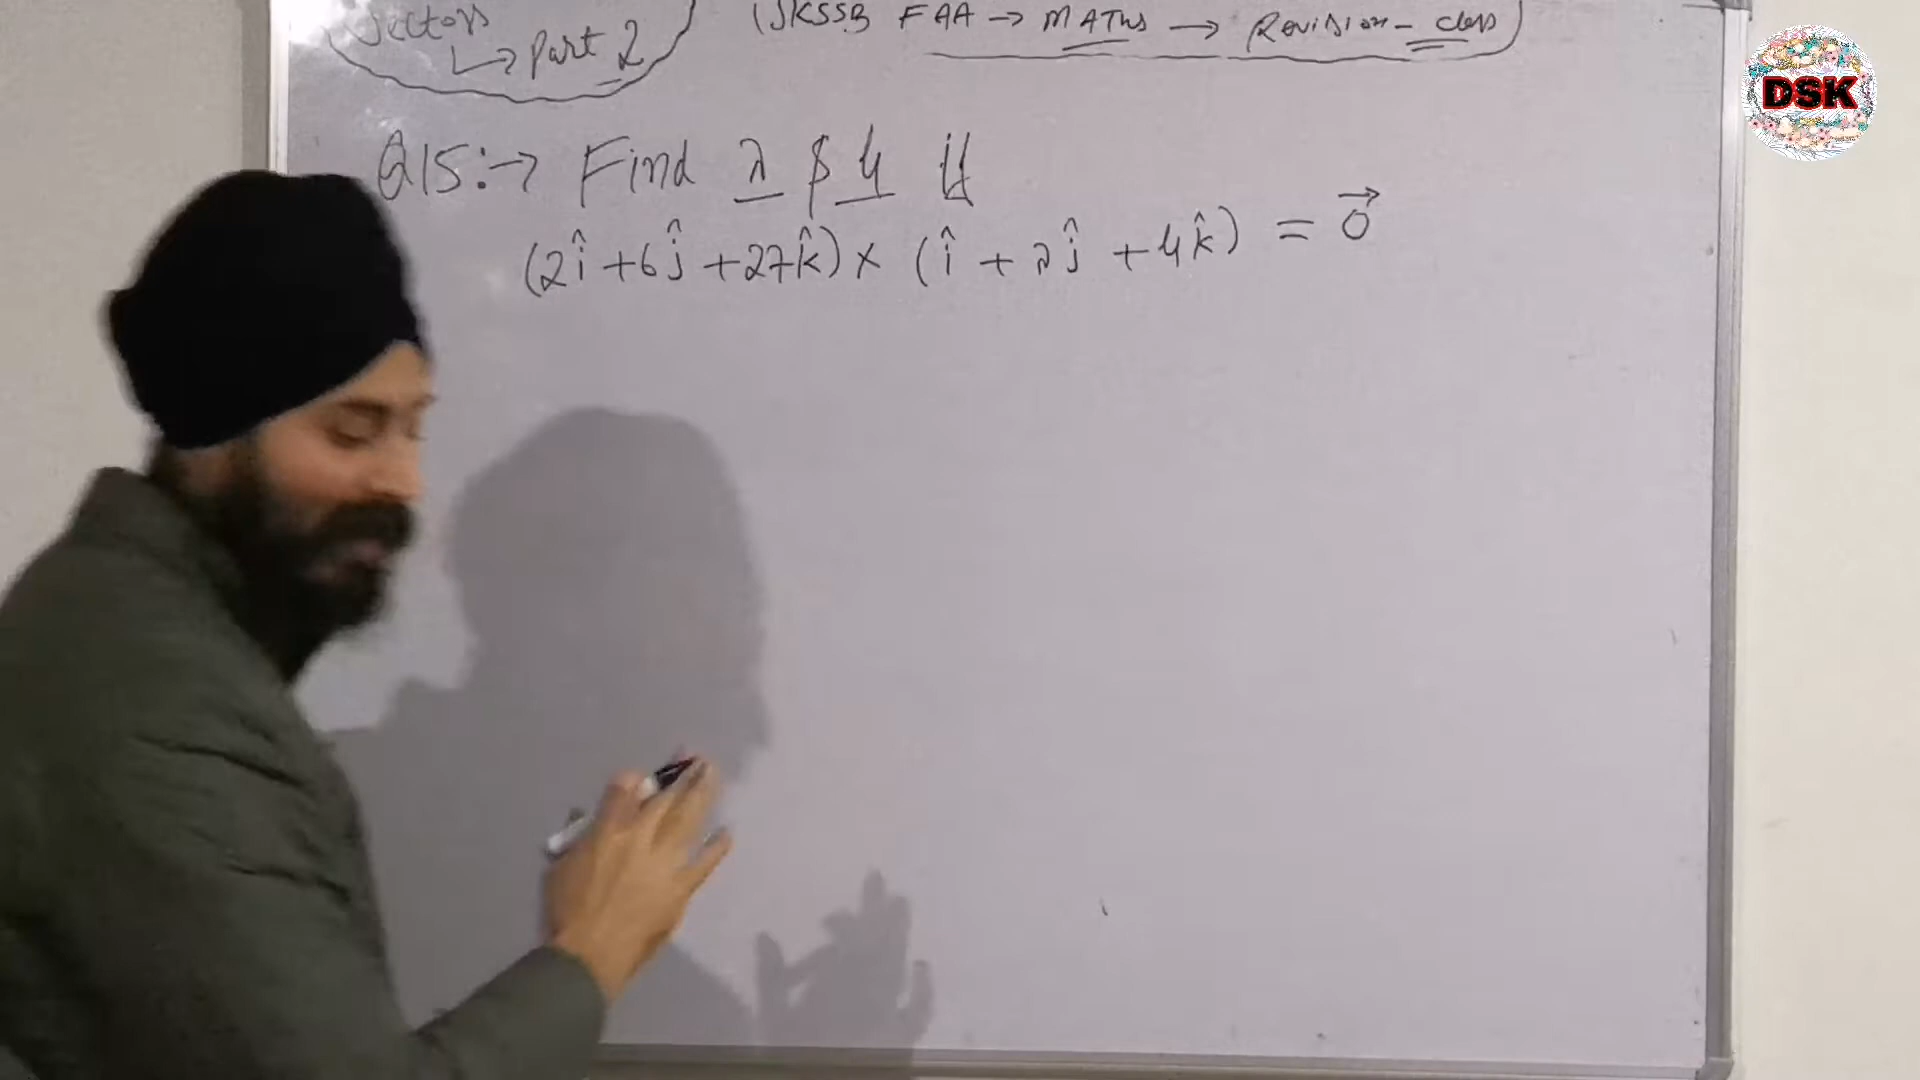 Vectors
↳ Part 2
(JKSSB FAA → MATHS → Revision - class)
DSK
Q15:→ Find λ & μ if
(2î + 6ĵ + 27k̂) × (î + λĵ + μk̂) = 0⃗